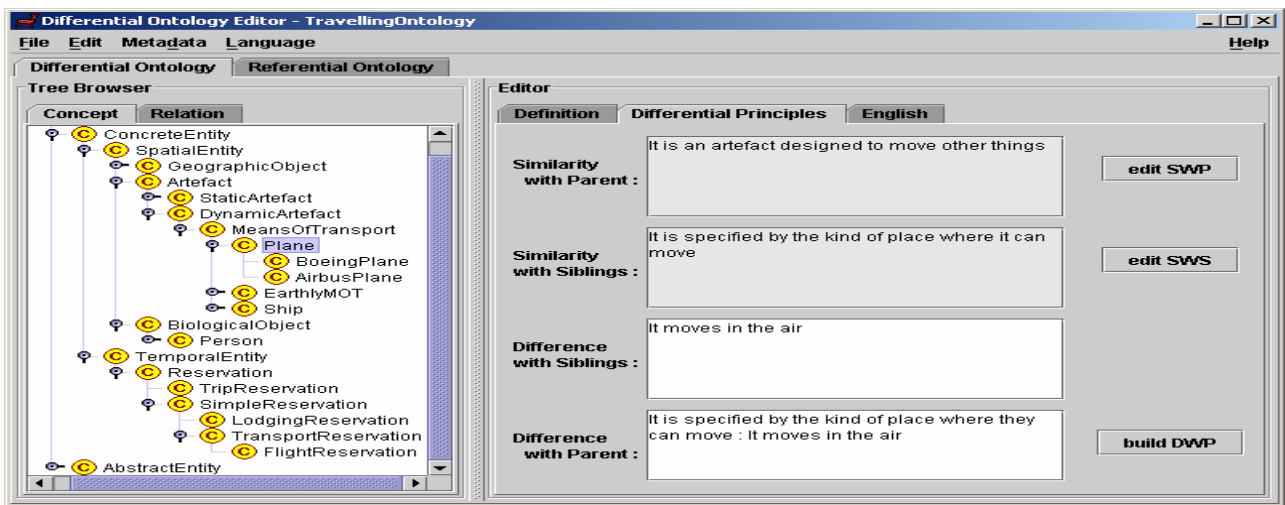 Differential Ontology Editor - TravellingOntology
File Edit Metadata Language Help
Differential Ontology Referential Ontology
Tree Browser
Concept Relation
C ConcreteEntity
C SpatialEntity
C GeographicObject
C Artefact
C StaticArtefact
C DynamicArtefact
C MeansOfTransport
C Plane
C BoeingPlane
C AirbusPlane
C EarthlyMOT
C Ship
C BiologicalObject
C Person
C TemporalEntity
C Reservation
C TripReservation
C SimpleReservation
C LodgingReservation
C TransportReservation
C FlightReservation
C AbstractEntity
Editor
Definition Differential Principles English
Similarity
with Parent :
It is an artefact designed to move other things
edit SWP
Similarity
with Siblings :
It is specified by the kind of place where it can
move
edit SWS
Difference
with Siblings :
It moves in the air
Difference
with Parent :
It is specified by the kind of place where they
can move : It moves in the air
build DWP